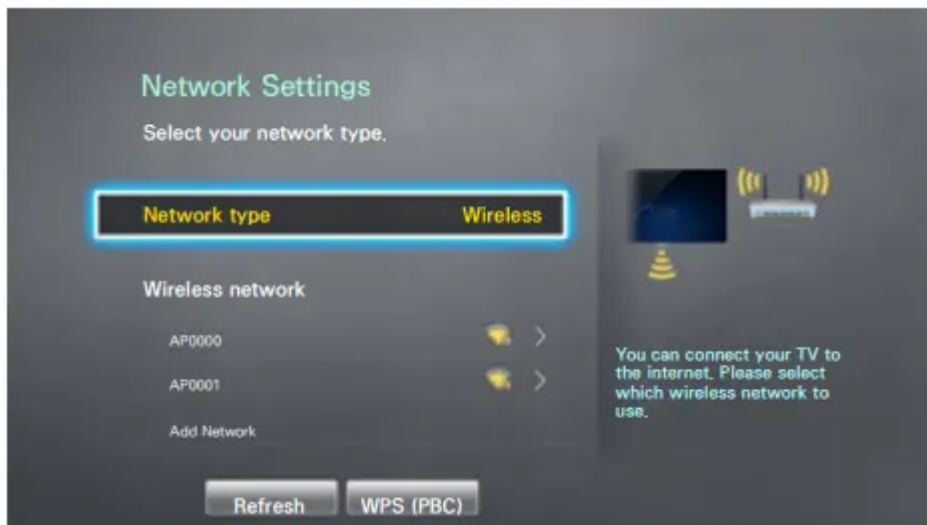 Network Settings
Select your network type.
Network type Wireless
Wireless network
AP0000
AP0001
Add Network
Refresh WPS (PBC)
You can connect your TV to
the internet. Please select
which wireless network to
use.